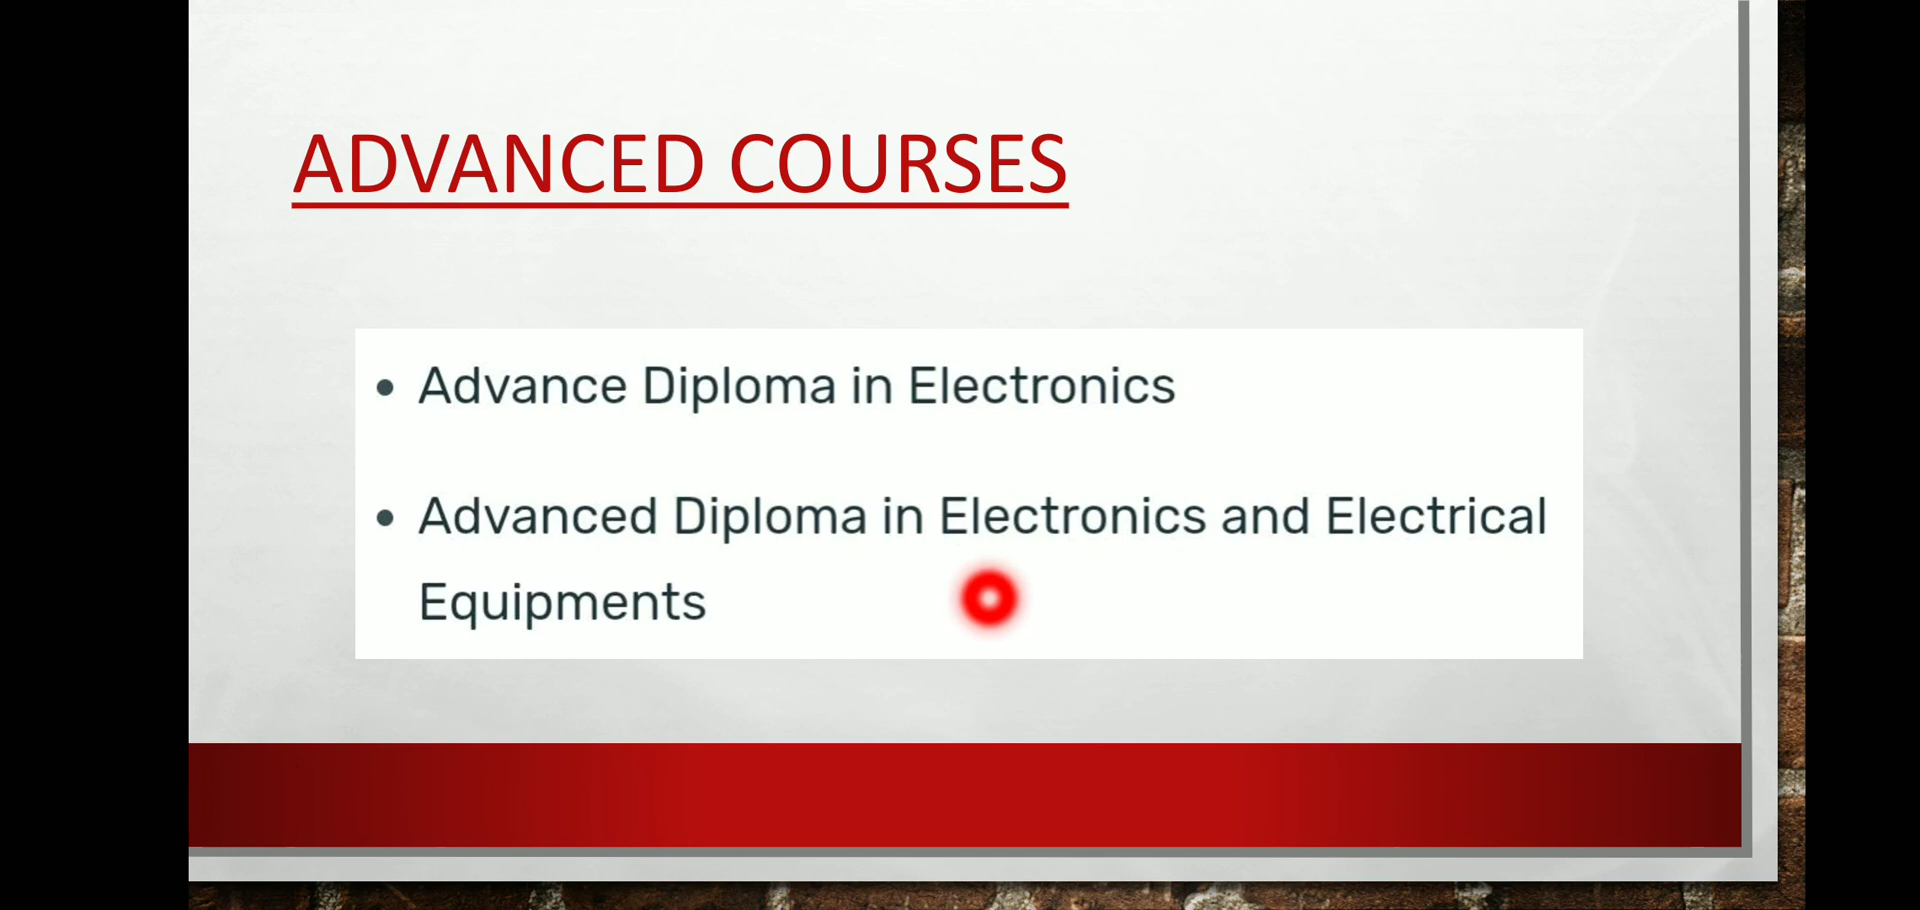 ADVANCED COURSES
• Advance Diploma in Electronics
• Advanced Diploma in Electronics and Electrical
Equipments